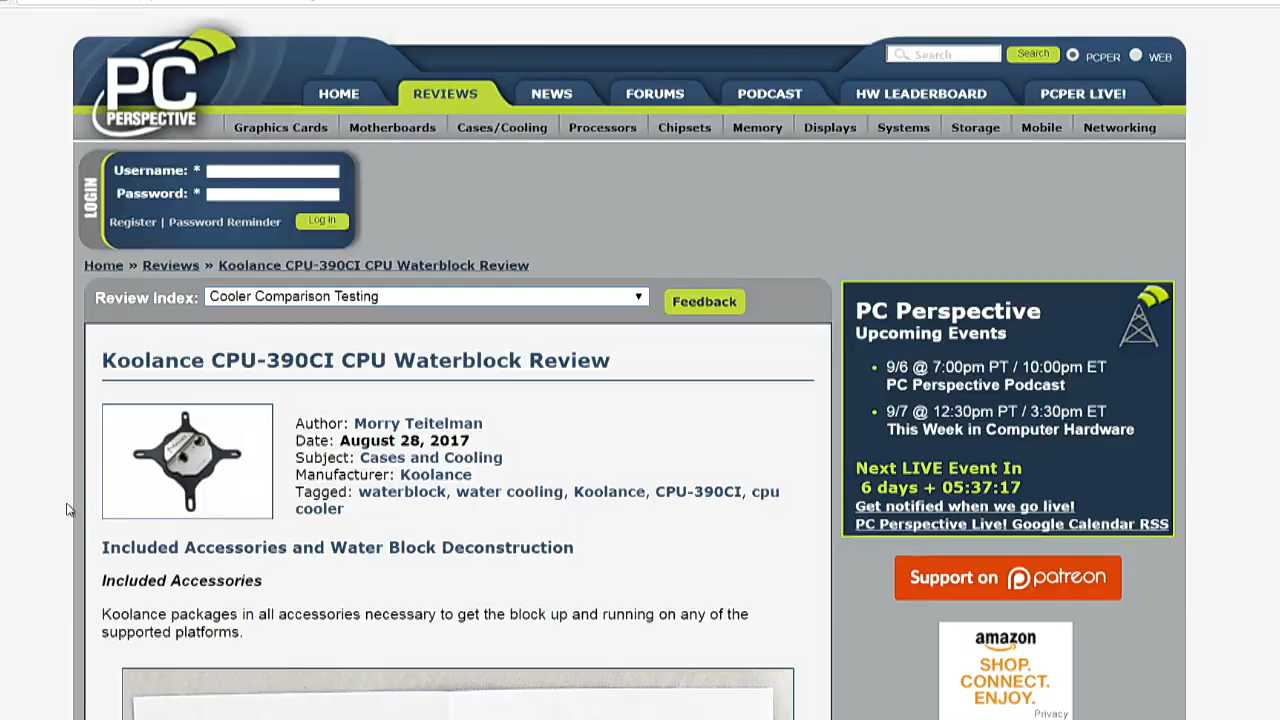 PC
PERSPECTIVE
Search
Search
PCPER
WEB
HOME
REVIEWS
NEWS
FORUMS
PODCAST
HW LEADERBOARD
PCPER LIVE!
Graphics Cards
Motherboards
Cases/Cooling
Processors
Chipsets
Memory
Displays
Systems
Storage
Mobile
Networking
LOGIN
Username: *
Password: *
Register | Password Reminder
Log in
Home » Reviews » Koolance CPU-390CI CPU Waterblock Review
Review Index:
Cooler Comparison Testing
Feedback
Koolance CPU-390CI CPU Waterblock Review
Author: Morry Teitelman
Date: August 28, 2017
Subject: Cases and Cooling
Manufacturer: Koolance
Tagged: waterblock, water cooling, Koolance, CPU-390CI, cpu
cooler
Included Accessories and Water Block Deconstruction
Included Accessories
Koolance packages in all accessories necessary to get the block up and running on any of the
supported platforms.
PC Perspective
Upcoming Events
• 9/6 @ 7:00pm PT / 10:00pm ET
PC Perspective Podcast
• 9/7 @ 12:30pm PT / 3:30pm ET
This Week in Computer Hardware
Next LIVE Event In
6 days + 05:37:17
Get notified when we go live!
PC Perspective Live! Google Calendar RSS
Support on patreon
amazon
SHOP.
CONNECT.
ENJOY.
Privacy